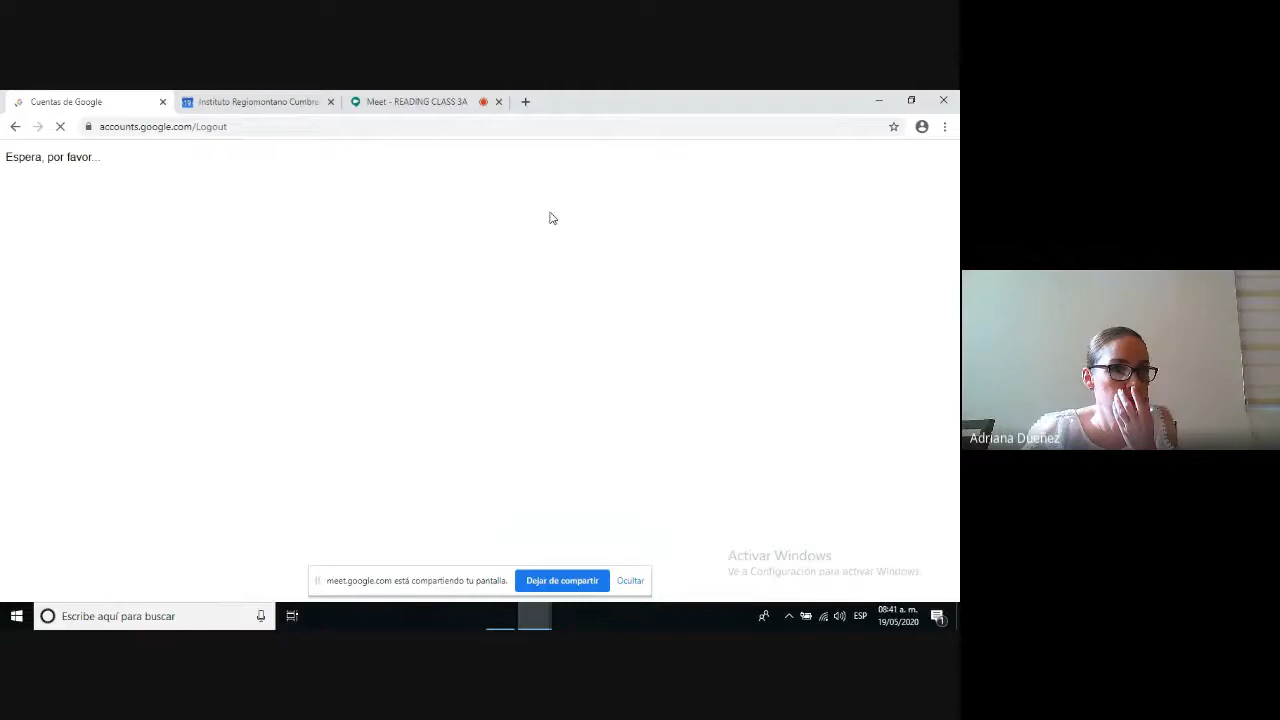 Cuentas de Google
Instituto Regiomontano Cumbre
Meet - READING CLASS 3A
accounts.google.com/Logout
Espera, por favor...
Adriana Duenez
Activar Windows
Ve a Configuración para activar Windows.
meet.google.com está compartiendo tu pantalla.
Dejar de compartir
Ocultar
Escribe aquí para buscar
ESP
08:41 a. m.
19/05/2020
1